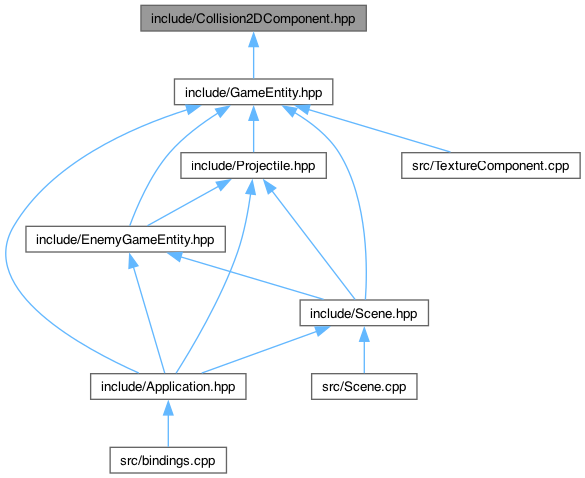 include/Collision2DComponent.hpp
include/GameEntity.hpp
include/Projectile.hpp
src/TextureComponent.cpp
include/EnemyGameEntity.hpp
include/Scene.hpp
include/Application.hpp
src/Scene.cpp
src/bindings.cpp